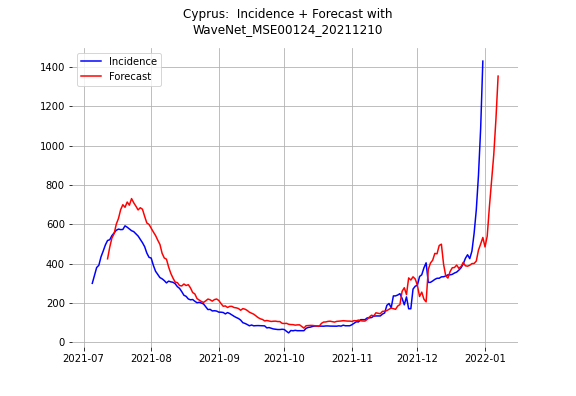 Cyprus:  Incidence + Forecast with
WaveNet_MSE00124_20211210
Incidence
Forecast
1400
1200
1000
800
600
400
200
0
2021-07 2021-08 2021-09 2021-10 2021-11 2021-12 2022-01